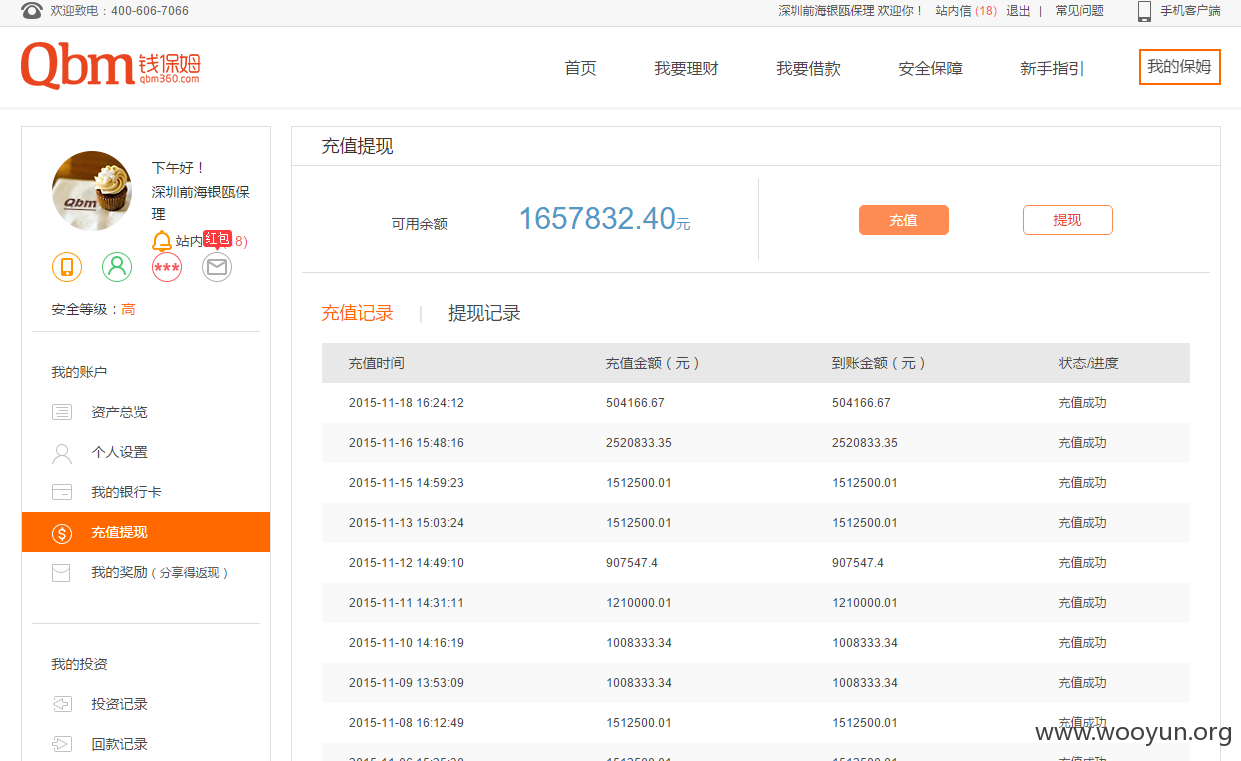 欢迎致电：400-606-7066
深圳前海银瓯保理 欢迎你！ 站内信 (18) 退出 | 常见问题 手机客户端
Qbm 钱保姆
qbm360.com
首页 我要理财 我要借款 安全保障 新手指引 我的保姆
下午好！
深圳前海银瓯保
理
站内 红包 8)
Qbm
***
安全等级：高
我的账户
资产总览
个人设置
我的银行卡
充值提现
我的奖励（分享得返现）
我的投资
投资记录
回款记录
充值提现
可用余额 1657832.40元 充值 提现
充值记录 | 提现记录
充值时间 充值金额（元） 到账金额（元） 状态/进度
2015-11-18 16:24:12 504166.67 504166.67 充值成功
2015-11-16 15:48:16 2520833.35 2520833.35 充值成功
2015-11-15 14:59:23 1512500.01 1512500.01 充值成功
2015-11-13 15:03:24 1512500.01 1512500.01 充值成功
2015-11-12 14:49:10 907547.4 907547.4 充值成功
2015-11-11 14:31:11 1210000.01 1210000.01 充值成功
2015-11-10 14:16:19 1008333.34 1008333.34 充值成功
2015-11-09 13:53:09 1008333.34 1008333.34 充值成功
2015-11-08 16:12:49 1512500.01 1512500.01 充值成功
www.wooyun.org